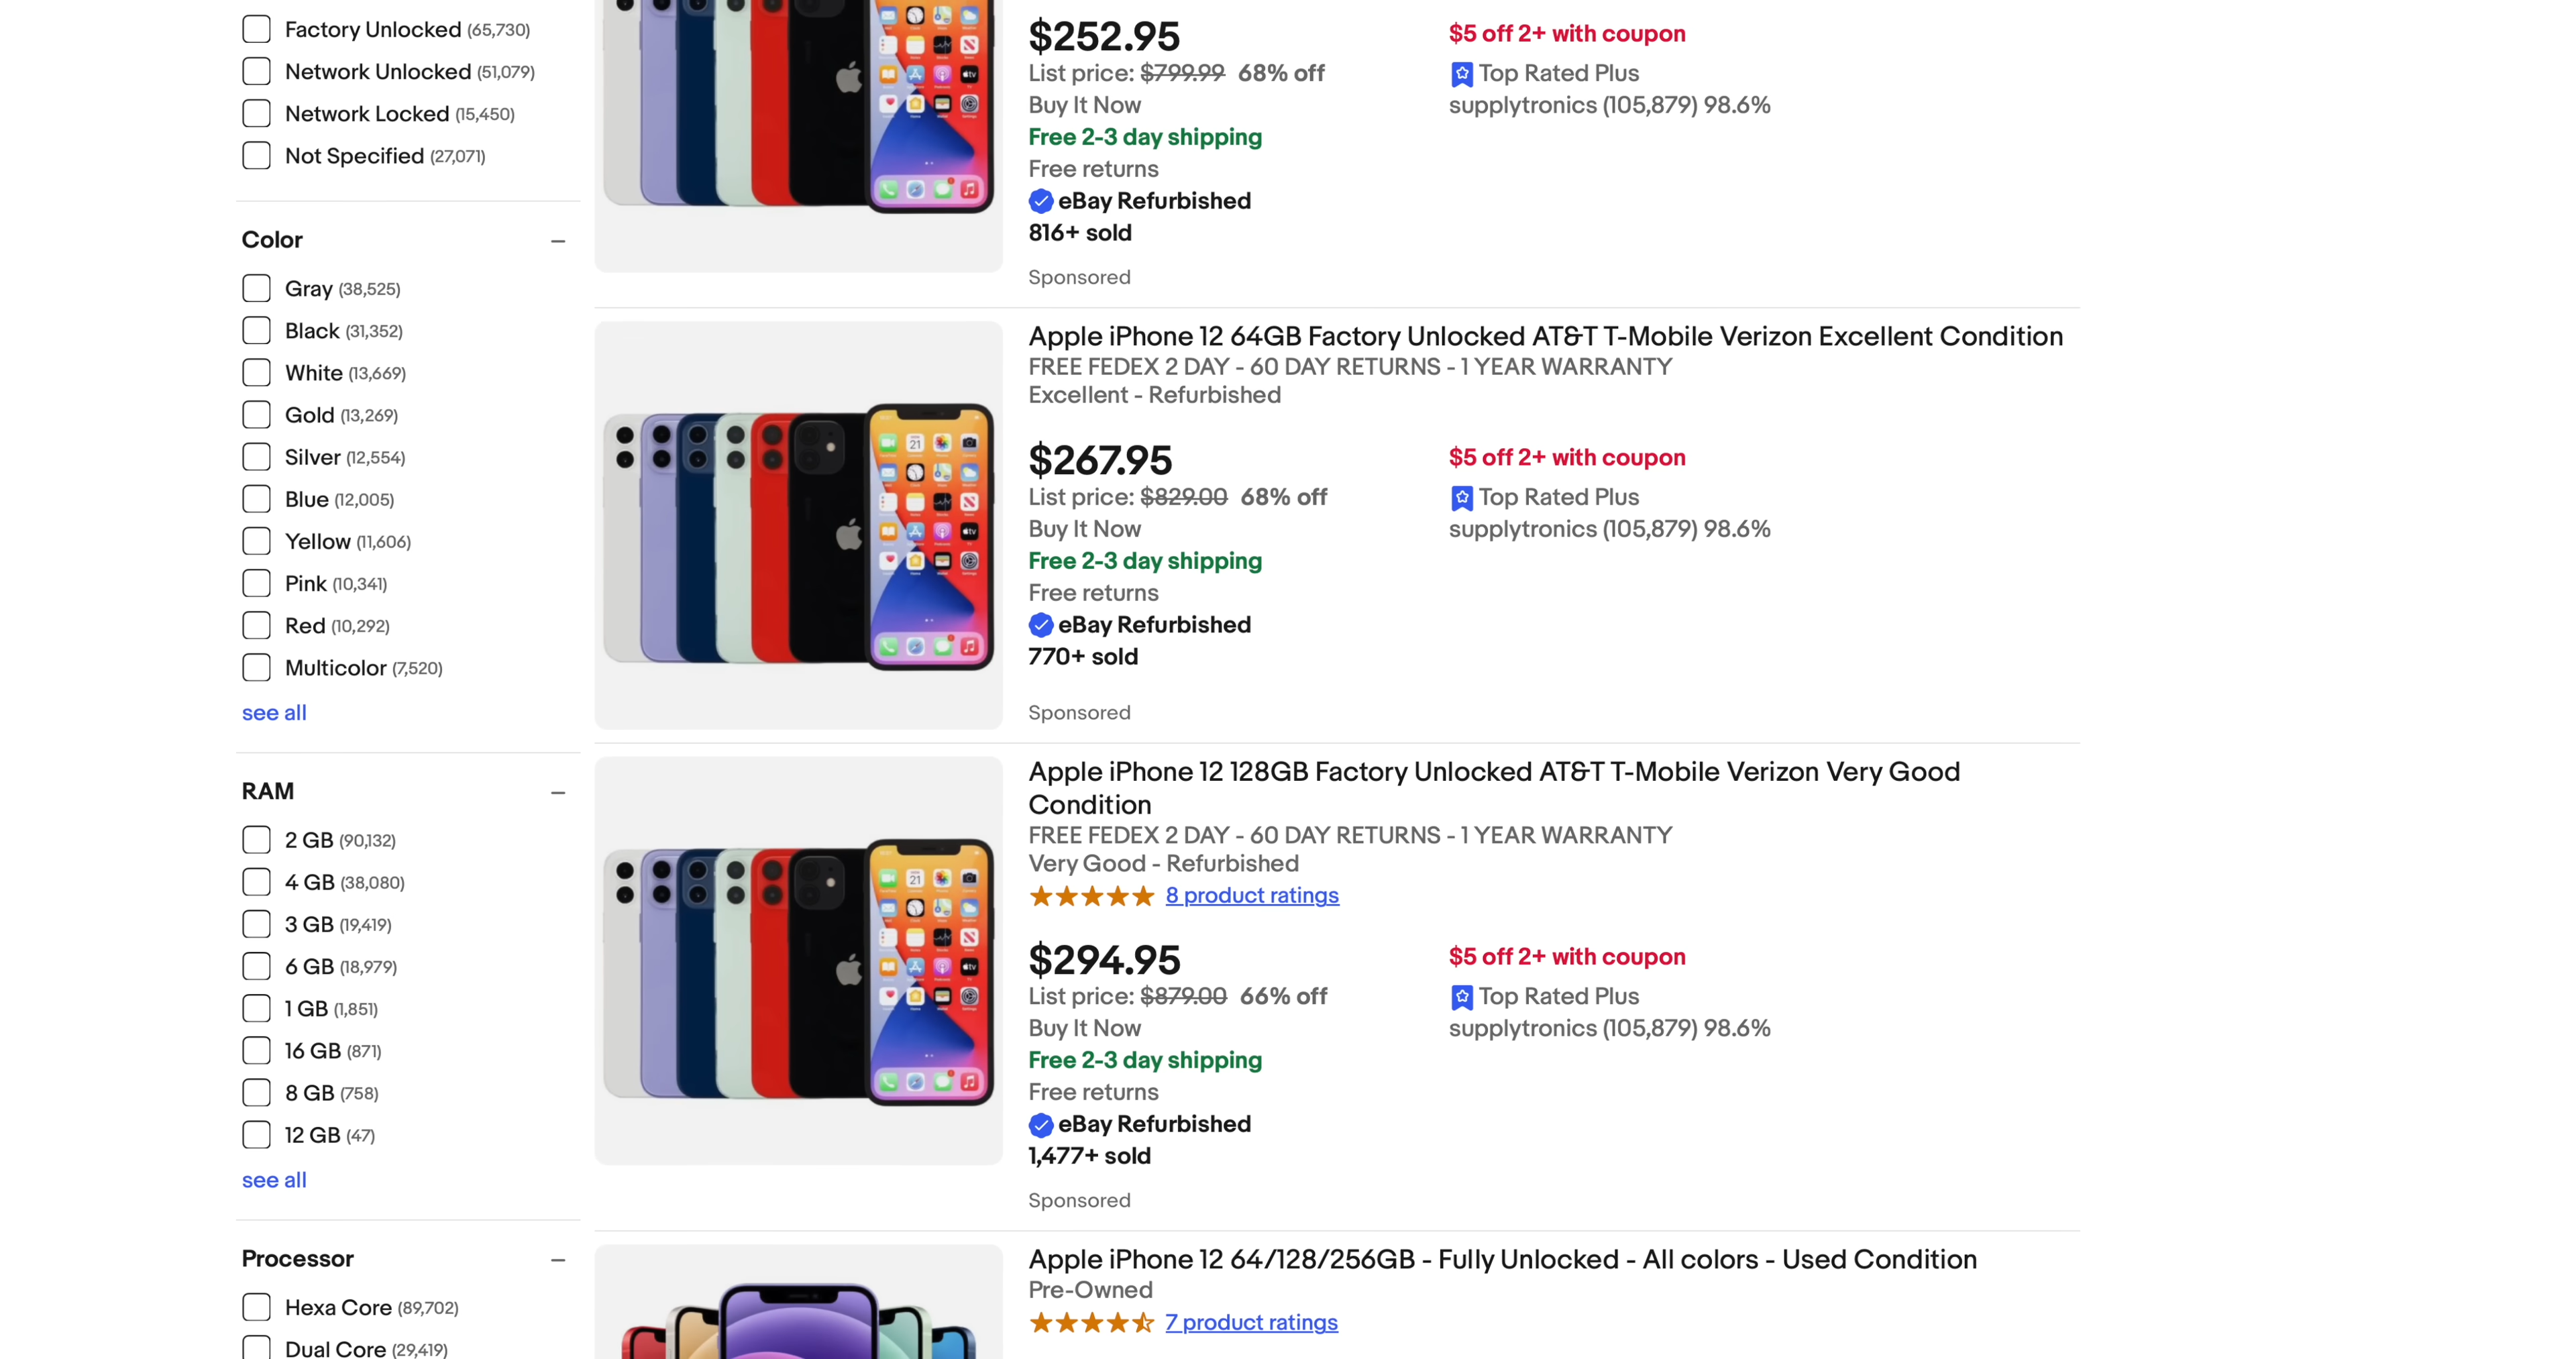 Factory Unlocked (65,730)
Network Unlocked (51,079)
Network Locked (15,450)
Not Specified (27,071)
Color
Gray (38,525)
Black (31,352)
White (13,669)
Gold (13,269)
Silver (12,554)
Blue (12,005)
Yellow (11,606)
Pink (10,341)
Red (10,292)
Multicolor (7,520)
see all
RAM
2 GB (90,132)
4 GB (38,080)
3 GB (19,419)
6 GB (18,979)
1 GB (1,851)
16 GB (871)
8 GB (758)
12 GB (47)
see all
Processor
Hexa Core (89,702)
Dual Core (29,419)
$252.95
List price: $799.99 68% off
Buy It Now
Free 2-3 day shipping
Free returns
eBay Refurbished
816+ sold
Sponsored
$5 off 2+ with coupon
Top Rated Plus
supplytronics (105,879) 98.6%
Apple iPhone 12 64GB Factory Unlocked AT&T T-Mobile Verizon Excellent Condition
FREE FEDEX 2 DAY - 60 DAY RETURNS - 1 YEAR WARRANTY
Excellent - Refurbished
$267.95
List price: $829.00 68% off
Buy It Now
Free 2-3 day shipping
Free returns
eBay Refurbished
770+ sold
Sponsored
$5 off 2+ with coupon
Top Rated Plus
supplytronics (105,879) 98.6%
Apple iPhone 12 128GB Factory Unlocked AT&T T-Mobile Verizon Very Good
Condition
FREE FEDEX 2 DAY - 60 DAY RETURNS - 1 YEAR WARRANTY
Very Good - Refurbished
8 product ratings
$294.95
List price: $879.00 66% off
Buy It Now
Free 2-3 day shipping
Free returns
eBay Refurbished
1,477+ sold
Sponsored
$5 off 2+ with coupon
Top Rated Plus
supplytronics (105,879) 98.6%
Apple iPhone 12 64/128/256GB - Fully Unlocked - All colors - Used Condition
Pre-Owned
7 product ratings